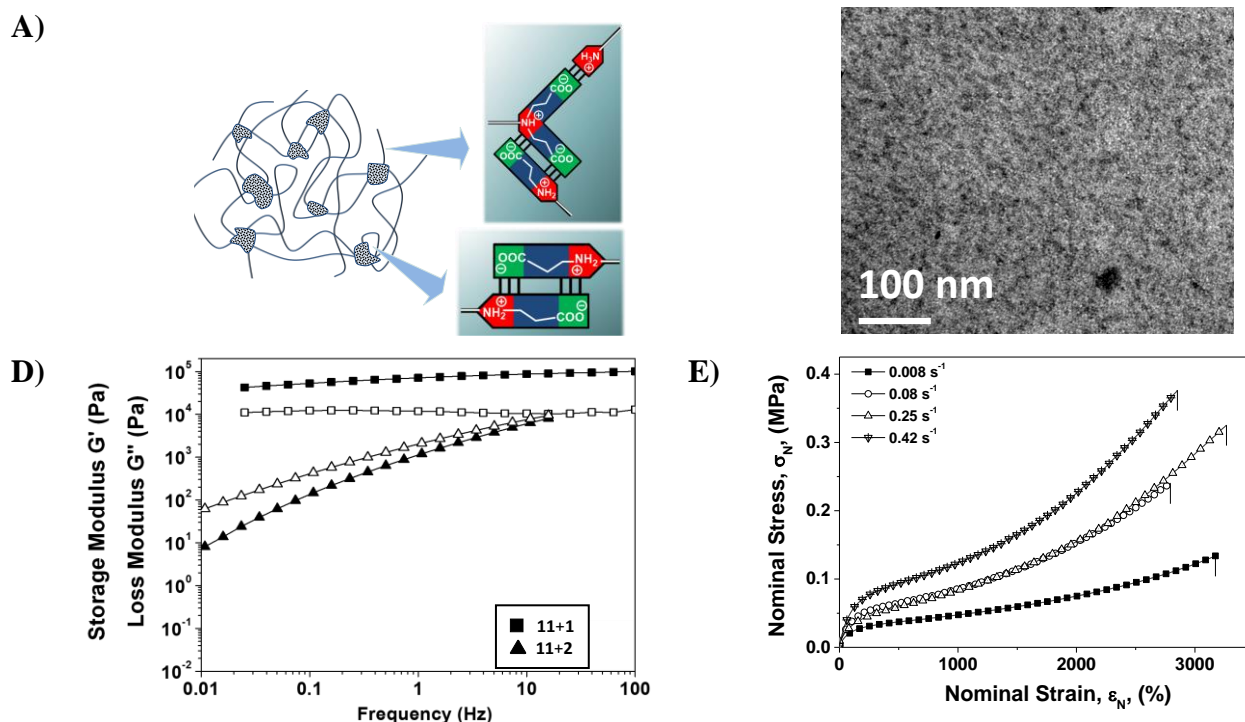 A)
H₃N
⊕
COO
⊖
NH
⊕
OOC
⊖
COO
⊖
⊕
NH₂
⊖
OOC
NH₂
⊕
⊕
NH₂
COO
⊖
100 nm
D)
Storage Modulus G' (Pa)
Loss Modulus G" (Pa)
10⁵
10⁴
10³
10²
10¹
10⁰
10⁻¹
10⁻²
0.01
0.1
1
10
100
Frequency (Hz)
11+1
11+2
E)
Nominal Stress, σN, (MPa)
0.4
0.3
0.2
0.1
0.0
0.008 s⁻¹
0.08 s⁻¹
0.25 s⁻¹
0.42 s⁻¹
0
1000
2000
3000
Nominal Strain, εN, (%)